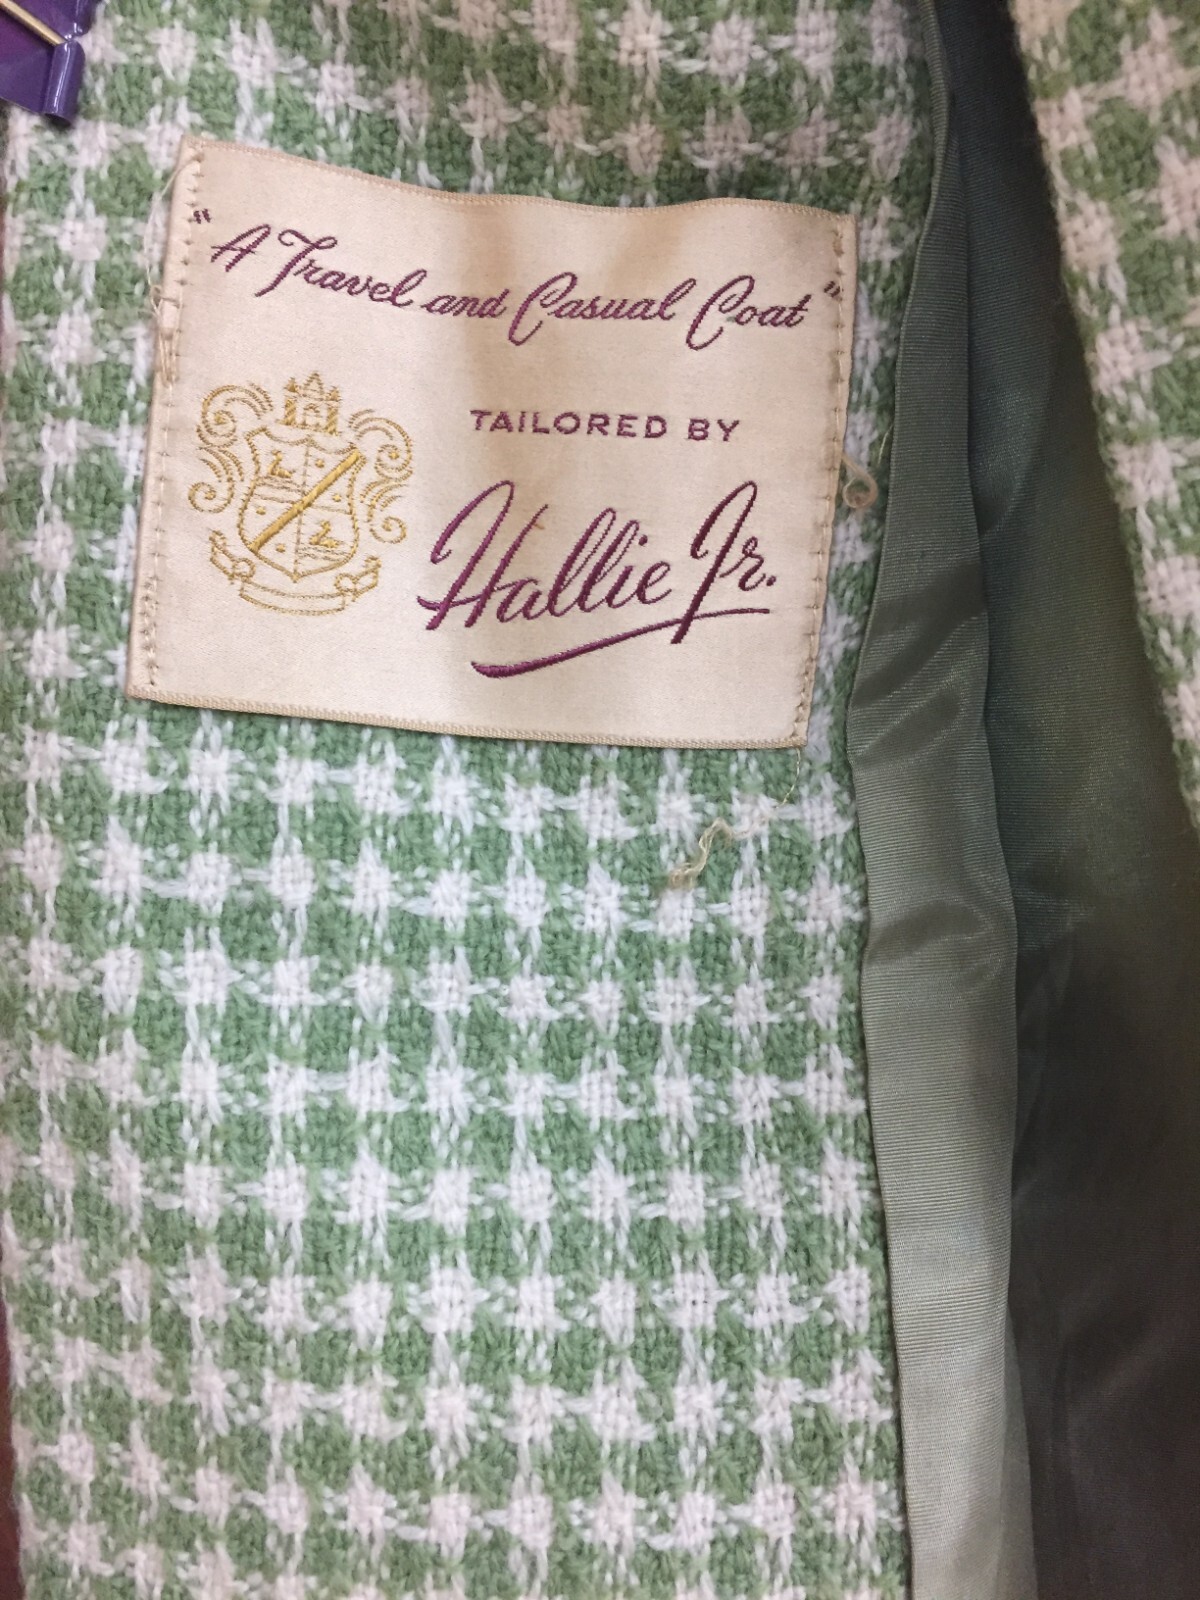 "A Travel and Casual Coat"
TAILORED BY
Hallie Jr.